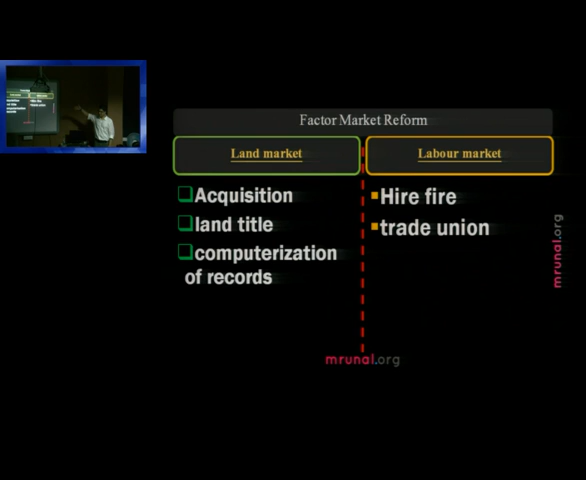 Factor Market Reform
Land market
Labour market
Acquisition
land title
computerization
of records
Hire fire
trade union
mrunal.org
mrunal.org